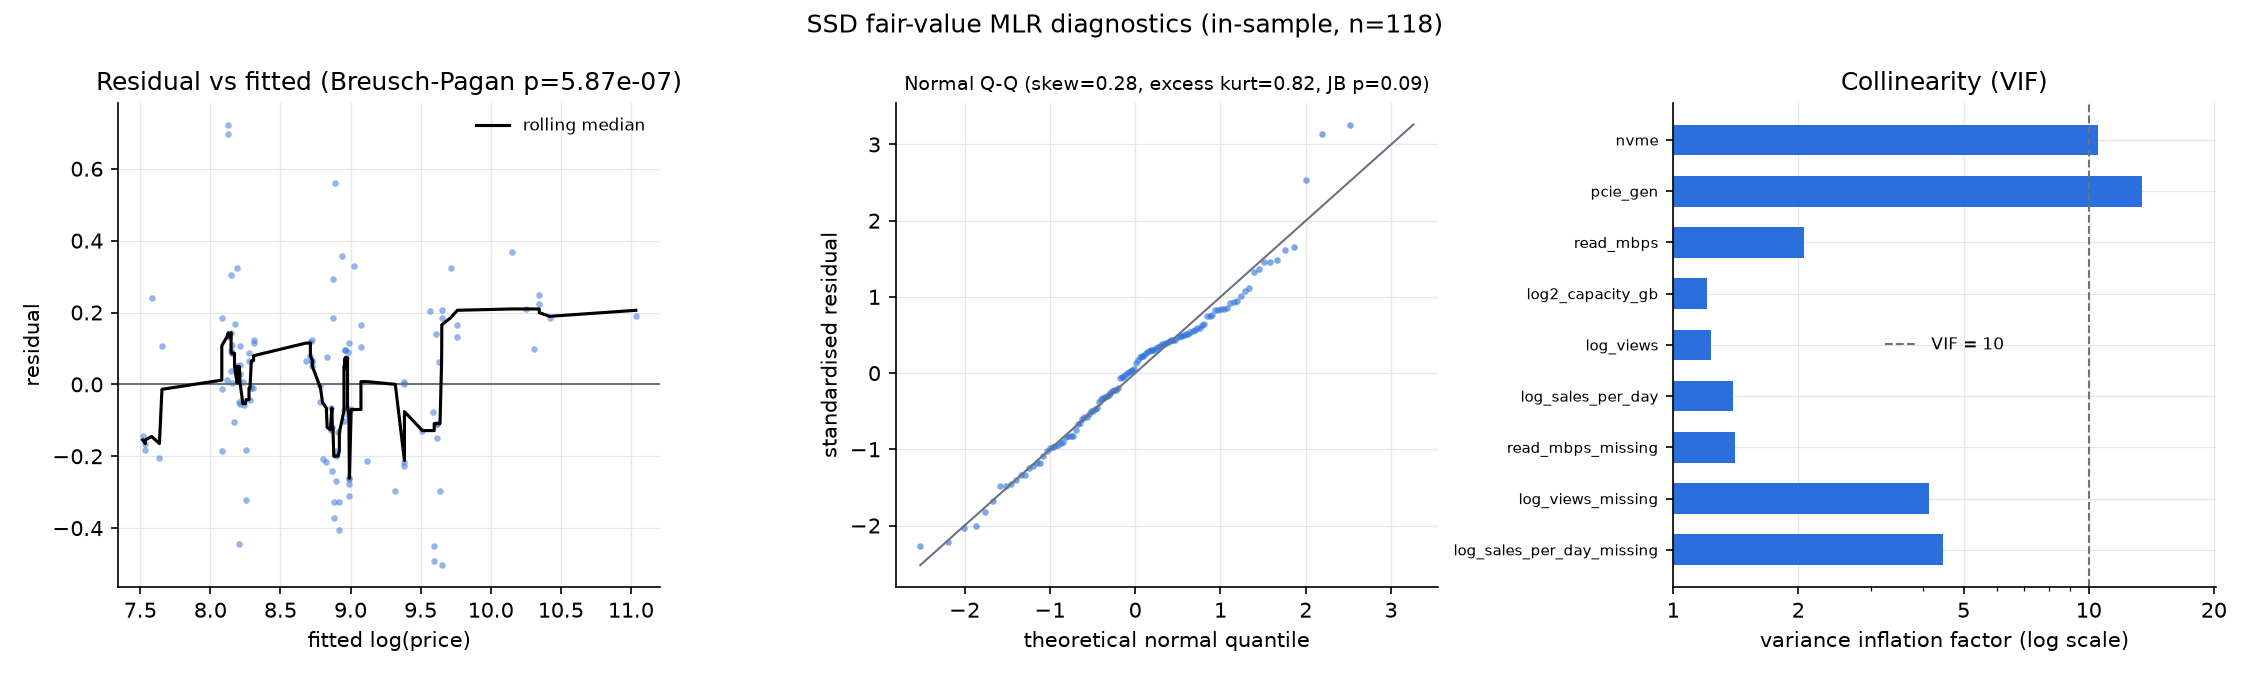 SSD fair-value MLR diagnostics (in-sample, n=118)
Residual vs fitted (Breusch-Pagan p=5.87e-07)
rolling median
0.6
0.4
0.2
0.0
−0.2
−0.4
residual
7.5 8.0 8.5 9.0 9.5 10.0 10.5 11.0
fitted log(price)
Normal Q-Q (skew=0.28, excess kurt=0.82, JB p=0.09)
3
2
1
0
−1
−2
standardised residual
−2 −1 0 1 2 3
theoretical normal quantile
Collinearity (VIF)
nvme
pcie_gen
read_mbps
log2_capacity_gb
log_views
log_sales_per_day
read_mbps_missing
log_views_missing
log_sales_per_day_missing
VIF = 10
1 2 5 10 20
variance inflation factor (log scale)